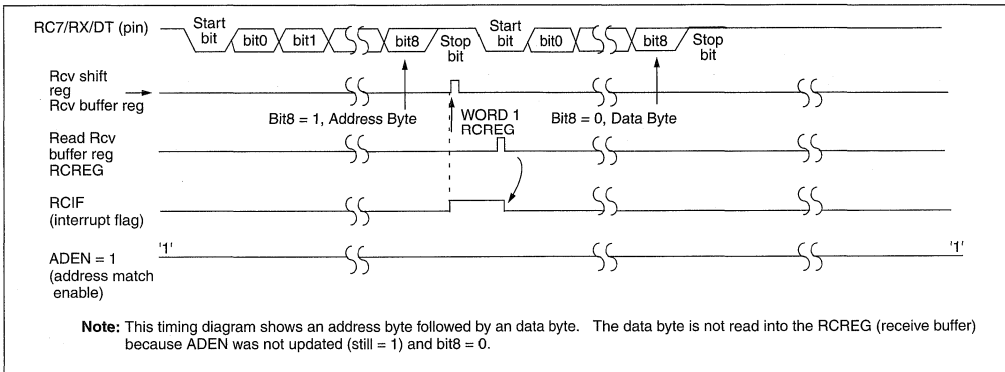 RC7/RX/DT (pin)
Start
bit
bit0
bit1
bit8
Stop
bit
Start
bit
bit0
bit8
Stop
bit
Rcv shift
reg
Rcv buffer reg
Bit8 = 1, Address Byte
WORD 1
RCREG
Bit8 = 0, Data Byte
Read Rcv
buffer reg
RCREG
RCIF
(interrupt flag)
'1'
'1'
ADEN = 1
(address match
enable)
Note: This timing diagram shows an address byte followed by an data byte. The data byte is not read into the RCREG (receive buffer)
because ADEN was not updated (still = 1) and bit8 = 0.